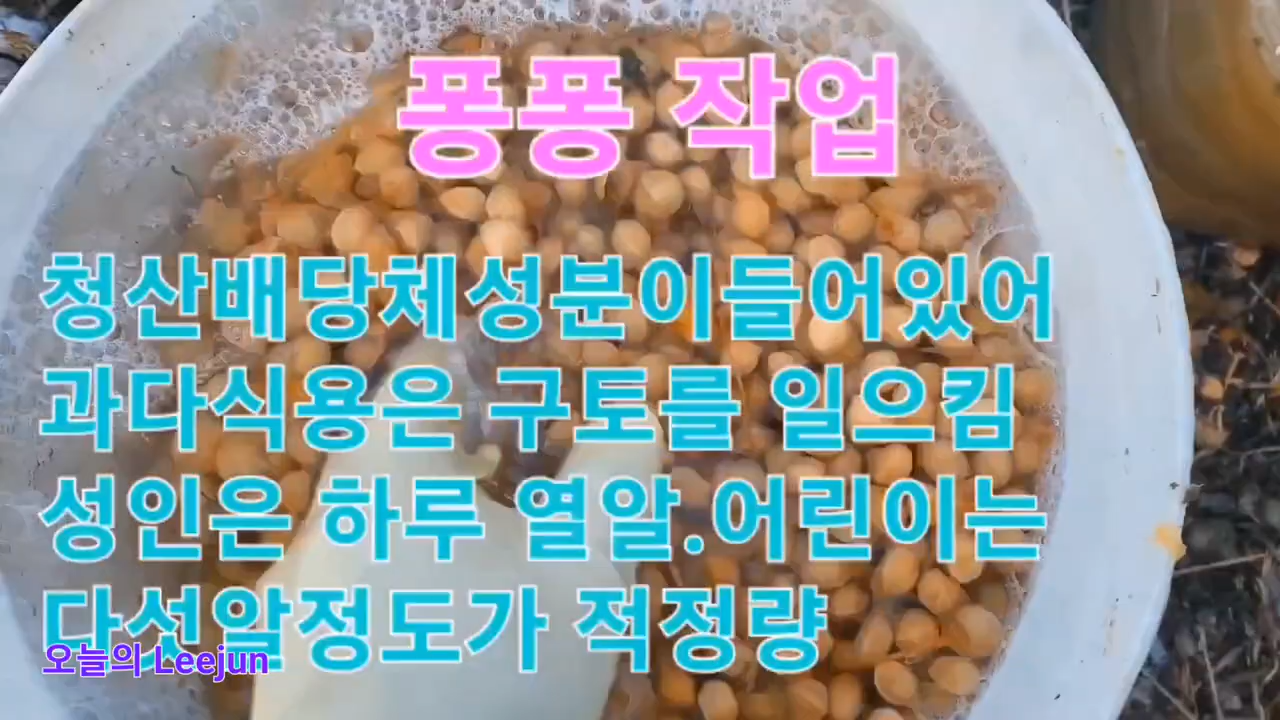 퐁퐁 작업
청산배당체성분이들어있어
과다식용은 구토를 일으킴
성인은 하루 열알.어린이는
다섯알정도가 적정량
오늘의 Leejun